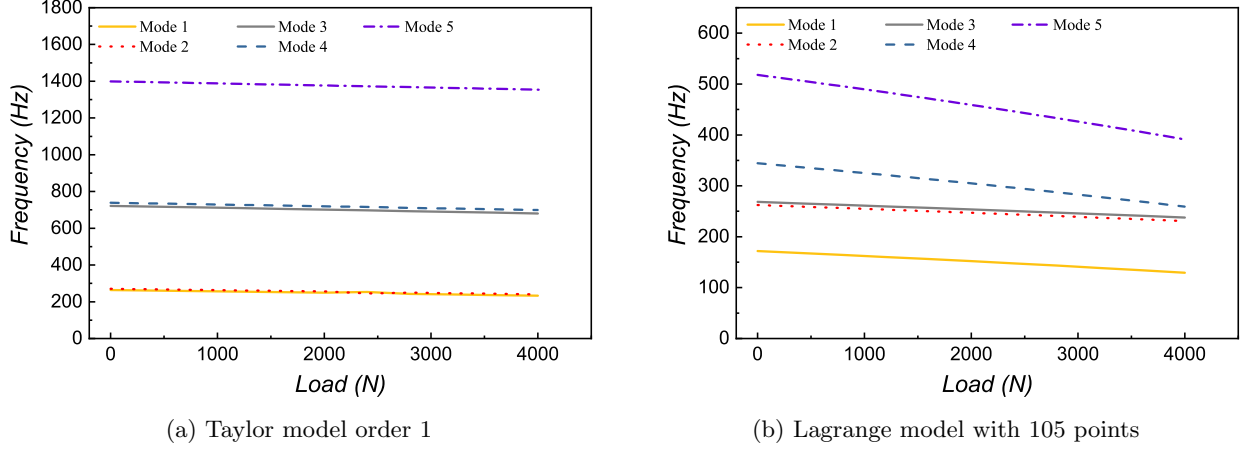 Mode 1
Mode 3
Mode 5
Mode 2
Mode 4
1800
1600
1400
1200
1000
800
600
400
200
0
Frequency (Hz)
0
1000
2000
3000
4000
Load (N)
(a) Taylor model order 1
Mode 1
Mode 3
Mode 5
Mode 2
Mode 4
600
500
400
300
200
100
0
Frequency (Hz)
0
1000
2000
3000
4000
Load (N)
(b) Lagrange model with 105 points